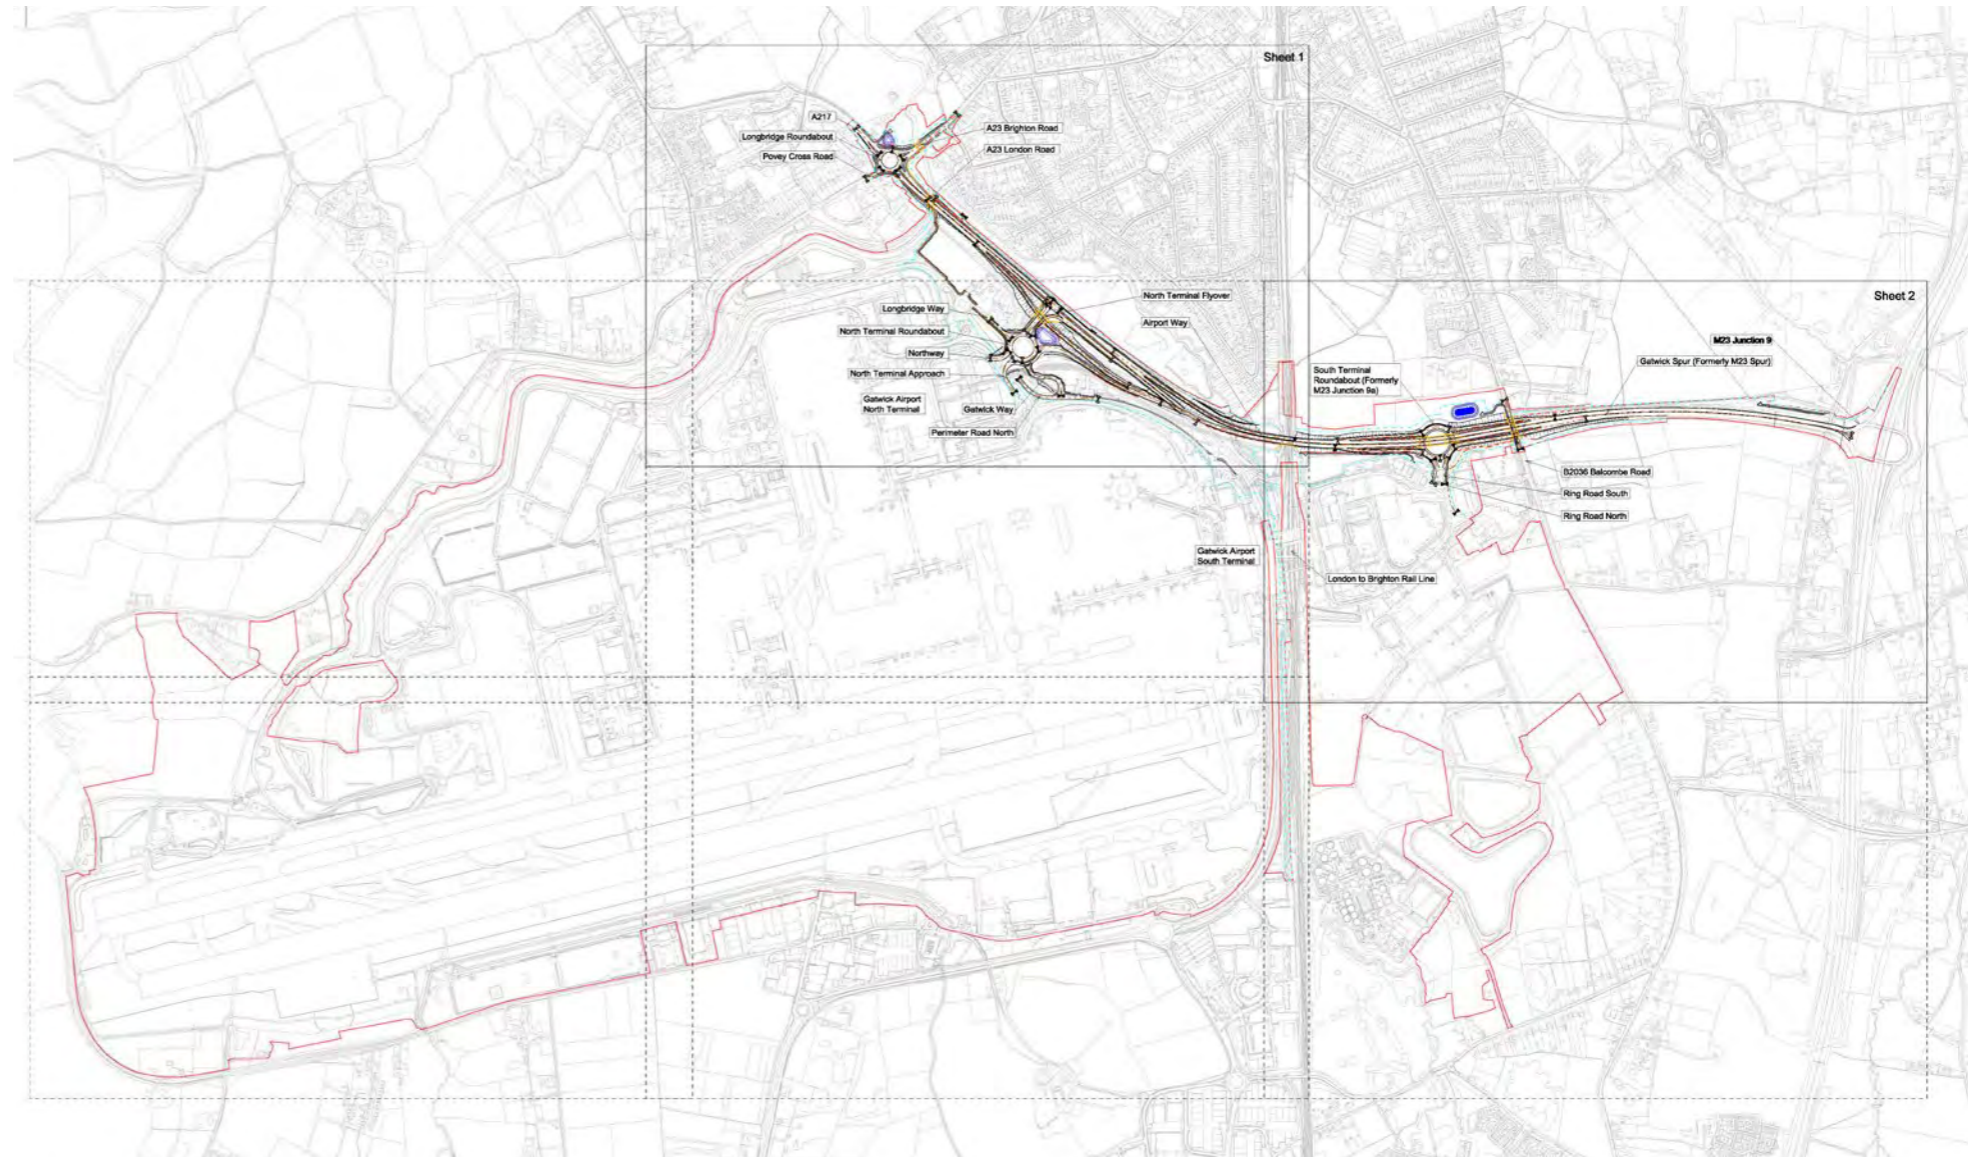 Sheet 1
A217
Longbridge Roundabout
Povey Cross Road
A23 Brighton Road
A23 London Road
Longbridge Way
North Terminal Roundabout
Northway
North Terminal Approach
Gatwick Airport
North Terminal
Gatwick Way
Perimeter Road North
North Terminal Flyover
Airport Way
Sheet 2
M23 Junction 9
Gatwick Spur (Formerly M23 Spur)
South Terminal
Roundabout (Formerly
M23 Junction 9a)
B2036 Balcombe Road
Ring Road South
Ring Road North
Gatwick Airport
South Terminal
London to Brighton Rail Line